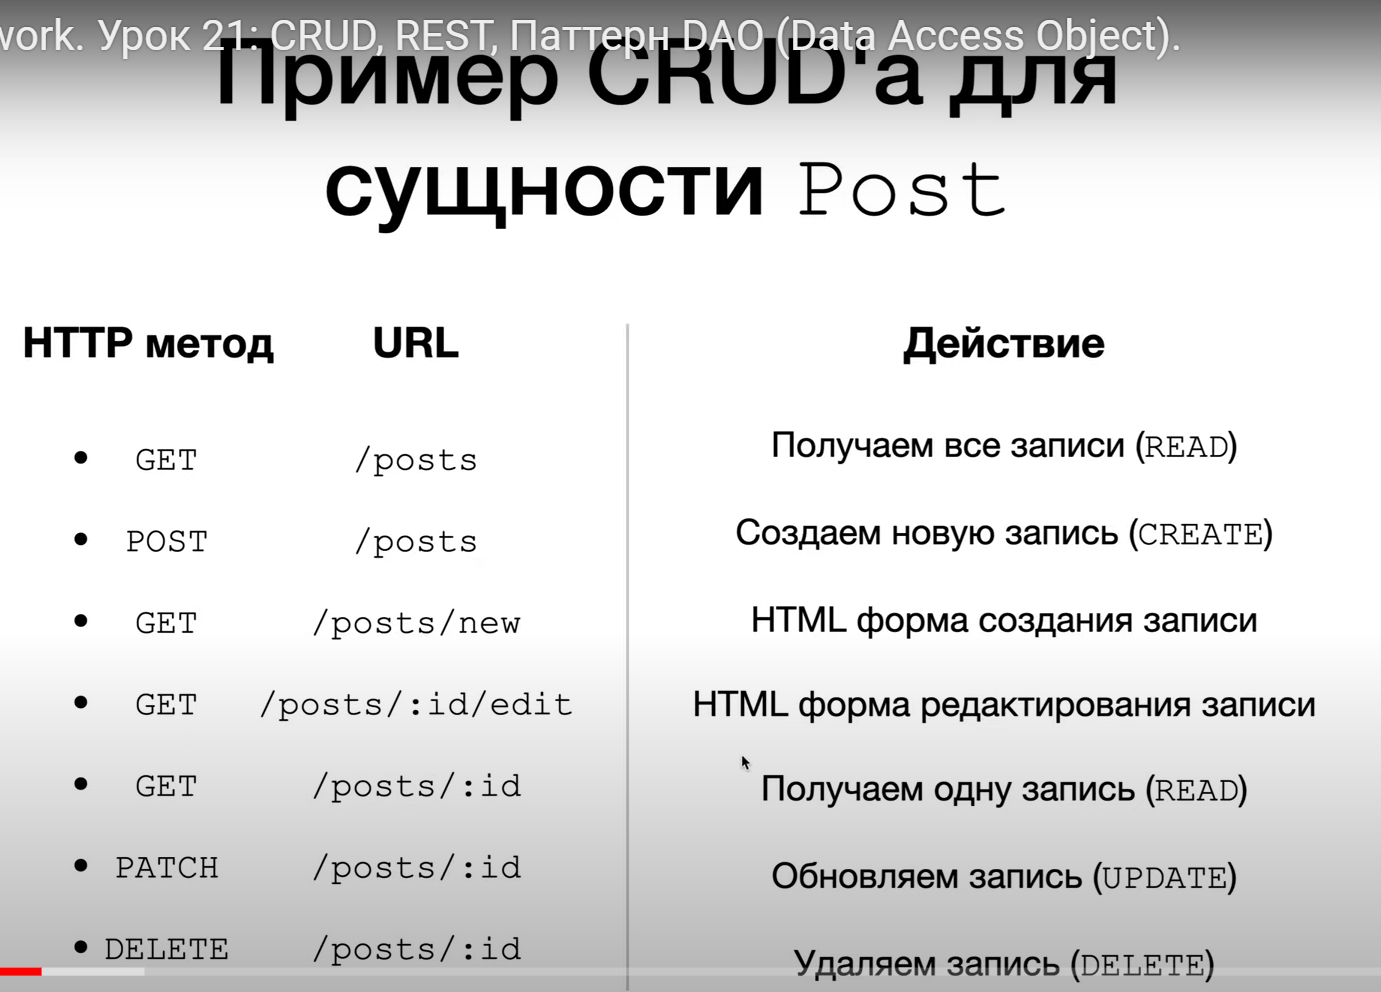 work. Урок 21: CRUD, REST, Паттерн DAO (Data Access Object).
Пример CRUD'а для
сущности Post
HTTP метод URL Действие
• GET /posts Получаем все записи (READ)
• POST /posts Создаем новую запись (CREATE)
• GET /posts/new HTML форма создания записи
• GET /posts/:id/edit HTML форма редактирования записи
• GET /posts/:id Получаем одну запись (READ)
• PATCH /posts/:id Обновляем запись (UPDATE)
• DELETE /posts/:id Удаляем запись (DELETE)